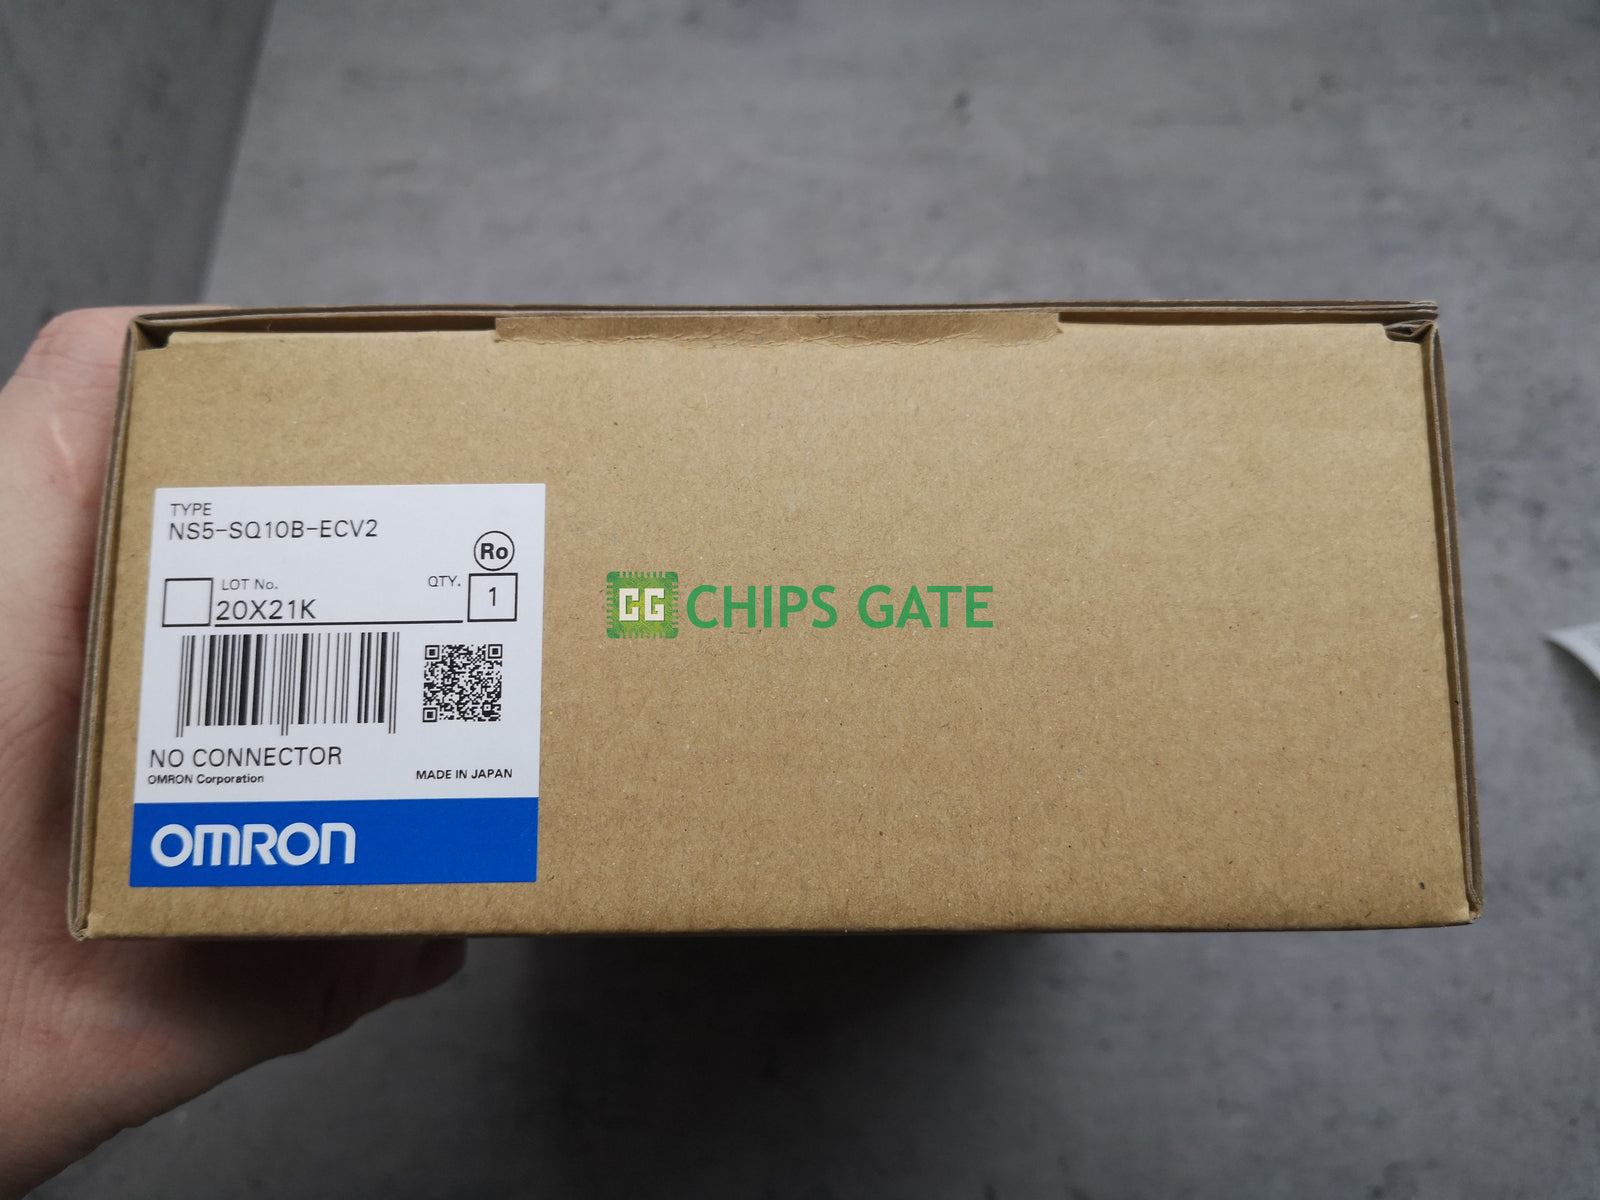 TYPE
NS5-SQ10B-ECV2
Ro
LOT No.
20X21K
QTY.
1
NO CONNECTOR
OMRON Corporation
MADE IN JAPAN
OMRON
CG CHIPS GATE